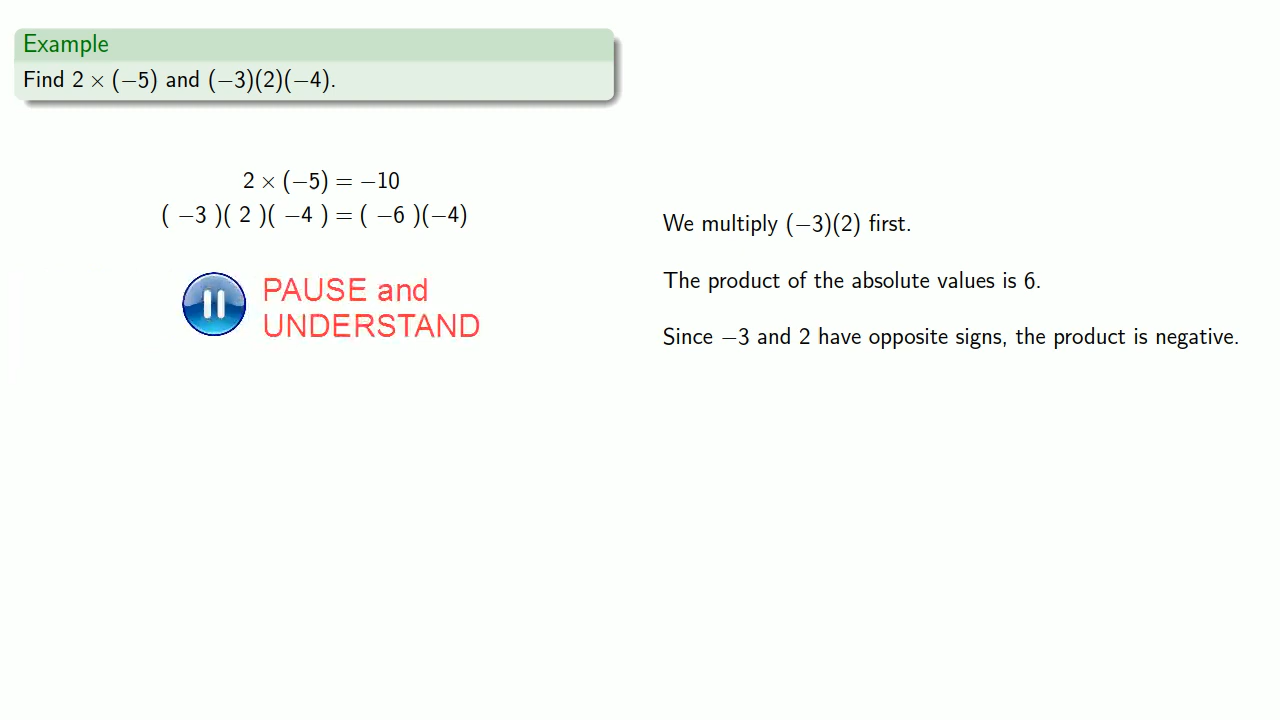 Example
Find 2 × (−5) and (−3)(2)(−4).
2 × (−5) = −10
( −3 )( 2 )( −4 ) = ( −6 )(−4)
We multiply (−3)(2) first.
The product of the absolute values is 6.
Since −3 and 2 have opposite signs, the product is negative.
PAUSE and
UNDERSTAND